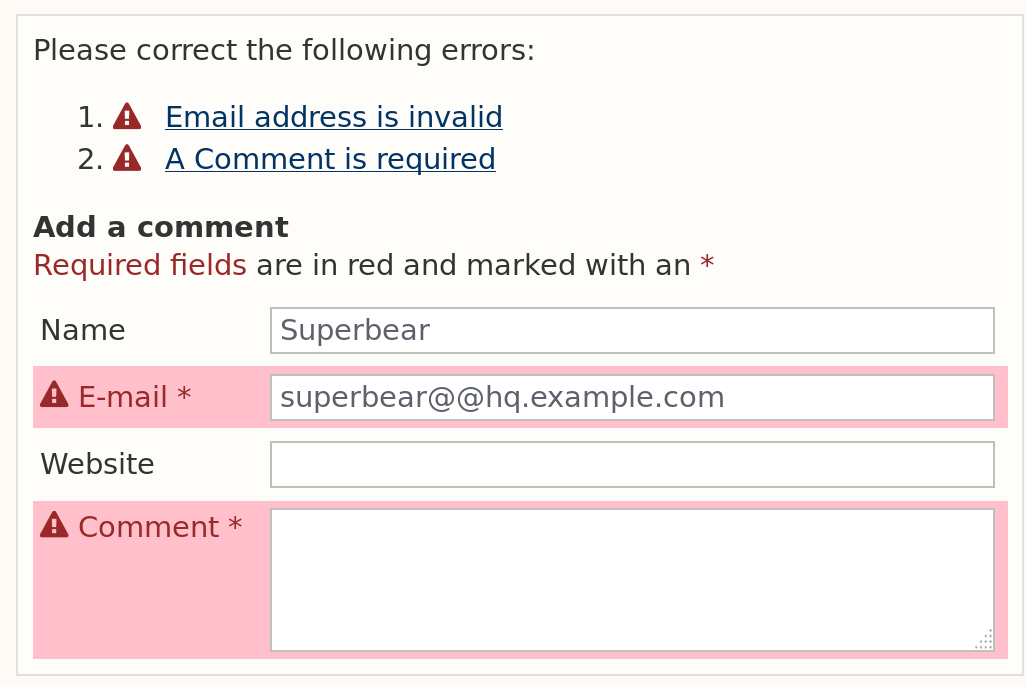 Please correct the following errors:
1. Email address is invalid
2. A Comment is required
Add a comment
Required fields are in red and marked with an *
Name Superbear
E-mail * superbear@@hq.example.com
Website
Comment *